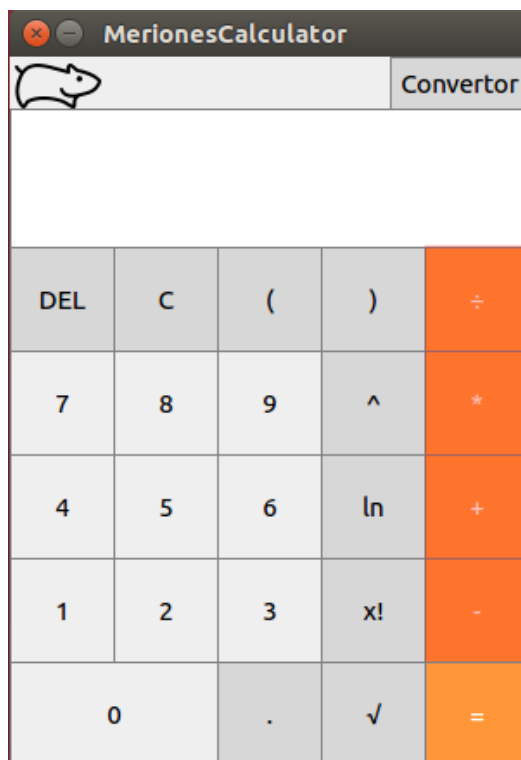 MerionesCalculator
Convertor
DEL C ( ) ÷
7 8 9 ^ *
4 5 6 ln +
1 2 3 x! -
0 . √ =